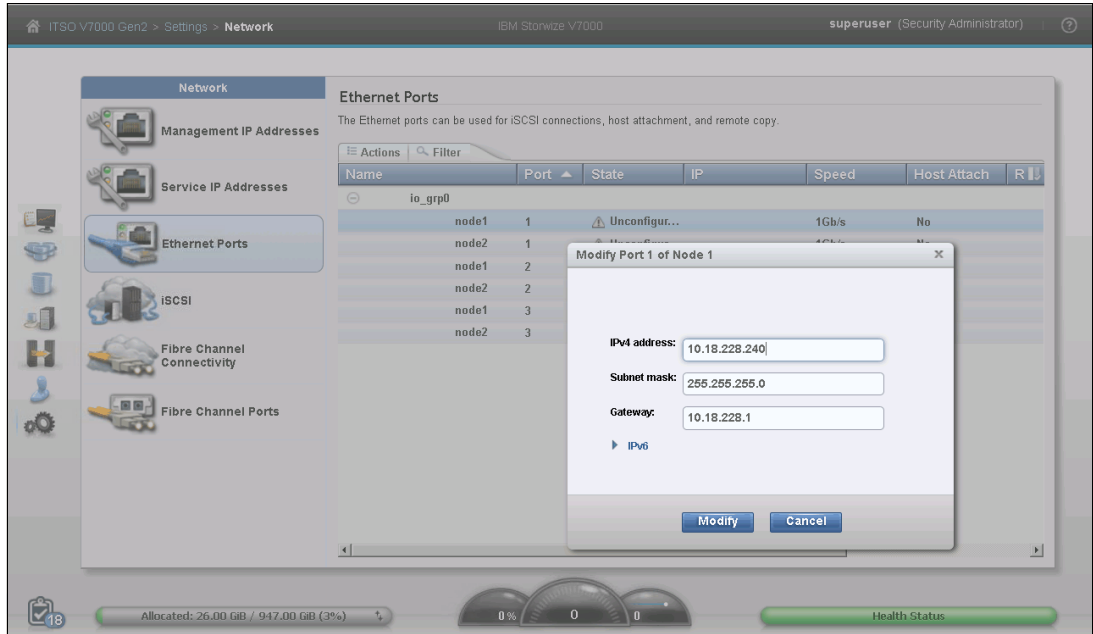 ITSO V7000 Gen2 > Settings > Network
IBM Storwize V7000
superuser (Security Administrator)
?
Network
Management IP Addresses
Service IP Addresses
Ethernet Ports
iSCSI
Fibre Channel
Connectivity
Fibre Channel Ports
Ethernet Ports
The Ethernet ports can be used for iSCSI connections, host attachment, and remote copy.
Actions Filter
Name Port State IP Speed Host Attach R
io_grp0
node1 1 Unconfigur... 1Gb/s No
node2 1
node1 2
node2 2
node1 3
node2 3
Modify Port 1 of Node 1 x
IPv4 address: 10.18.228.240
Subnet mask: 255.255.255.0
Gateway: 10.18.228.1
IPv6
Modify Cancel
18
Allocated: 26.00 GiB / 947.00 GiB (3%)
0% 0 0
Health Status